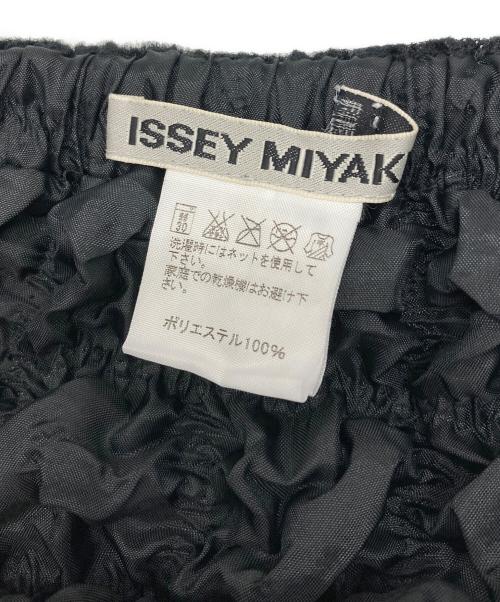 ISSEY MIYAK
弱
30
洗濯時にはネットを使用して
下さい。
家庭での乾燥機はお避け下
さい。
ポリエステル100%